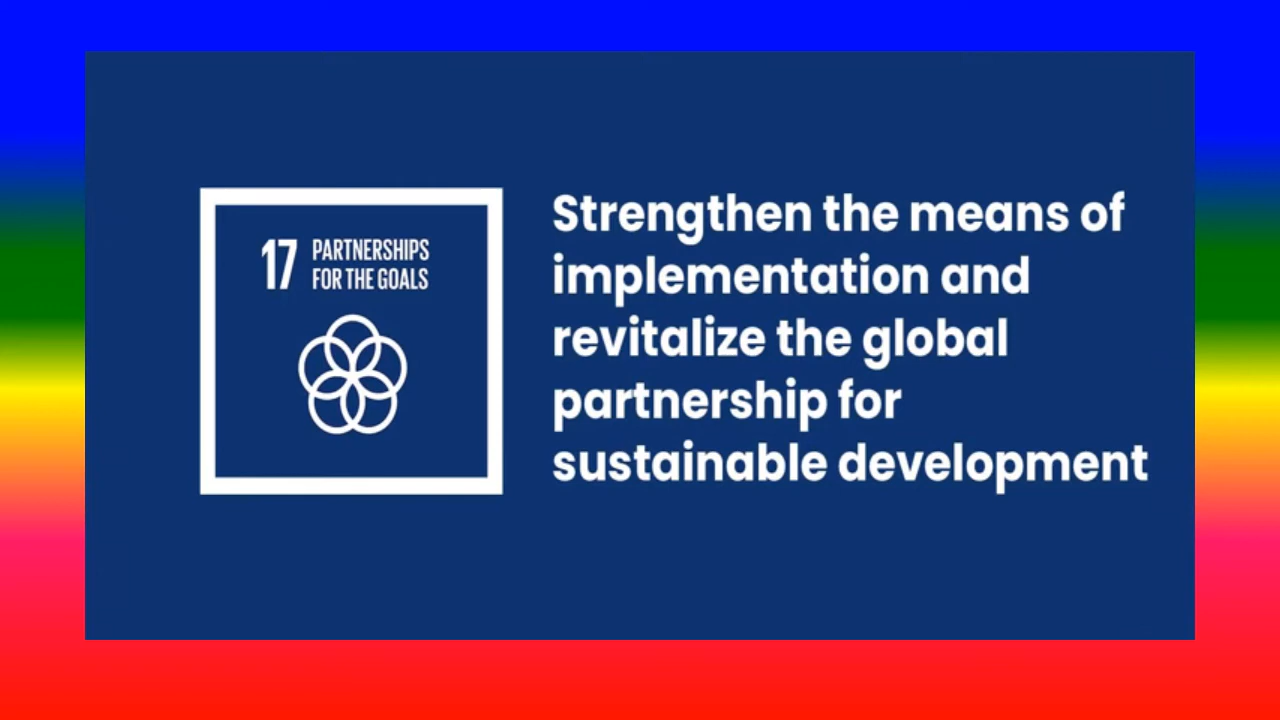 17 PARTNERSHIPS
FOR THE GOALS
Strengthen the means of
implementation and
revitalize the global
partnership for
sustainable development